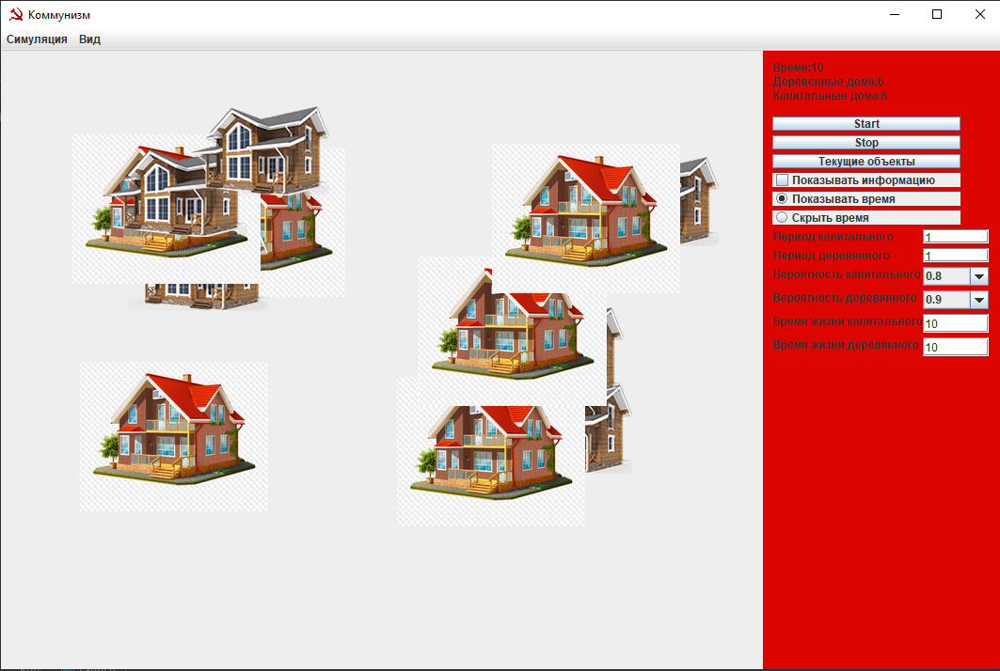 Коммунизм
Симуляция Вид
Время:10
Деревенные дома:6
Капитальные дома:6
Start
Stop
Текущие объекты
Показывать информацию
Показывать время
Скрыть время
Период капитального 1
Период деревянного 1
Вероятность капитального 0.8
Вероятность деревянного 0.9
Время жизни капитального 10
Время жизни деревянного 10